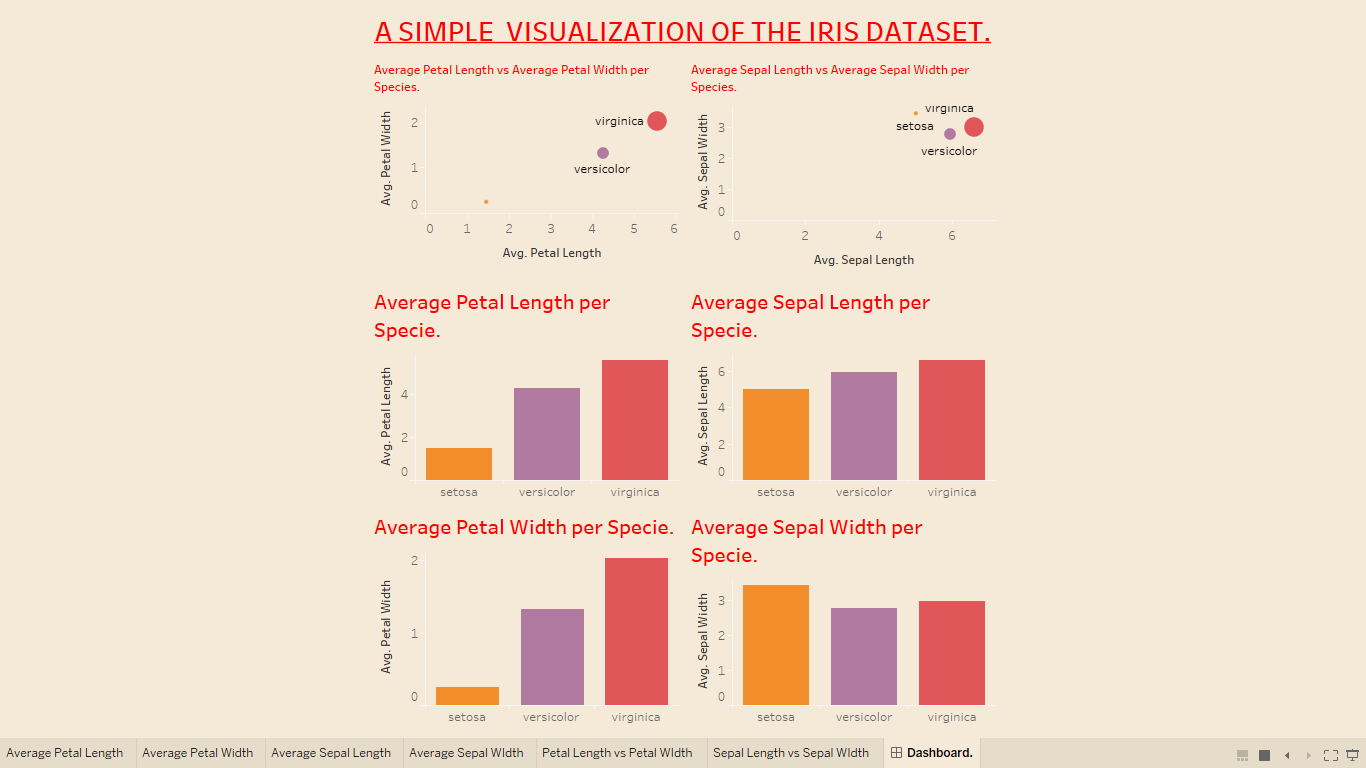 A SIMPLE  VISUALIZATION OF THE IRIS DATASET.
Average Petal Length vs Average Petal Width per
Species.
Avg. Petal Width
2
1
0
virginica
versicolor
0 1 2 3 4 5 6
Avg. Petal Length
Average Sepal Length vs Average Sepal Width per
Species.
Avg. Sepal Width
3
2
1
0
virginica
setosa
versicolor
0 2 4 6
Avg. Sepal Length
Average Petal Length per
Specie.
Avg. Petal Length
4
2
0
setosa versicolor virginica
Average Sepal Length per
Specie.
Avg. Sepal Length
6
4
2
0
setosa versicolor virginica
Average Petal Width per Specie.
Avg. Petal Width
2
1
0
setosa versicolor virginica
Average Sepal Width per
Specie.
Avg. Sepal Width
3
2
1
0
setosa versicolor virginica
Average Petal Length Average Petal Width Average Sepal Length Average Sepal WIdth Petal Length vs Petal WIdth Sepal Length vs Sepal WIdth Dashboard.